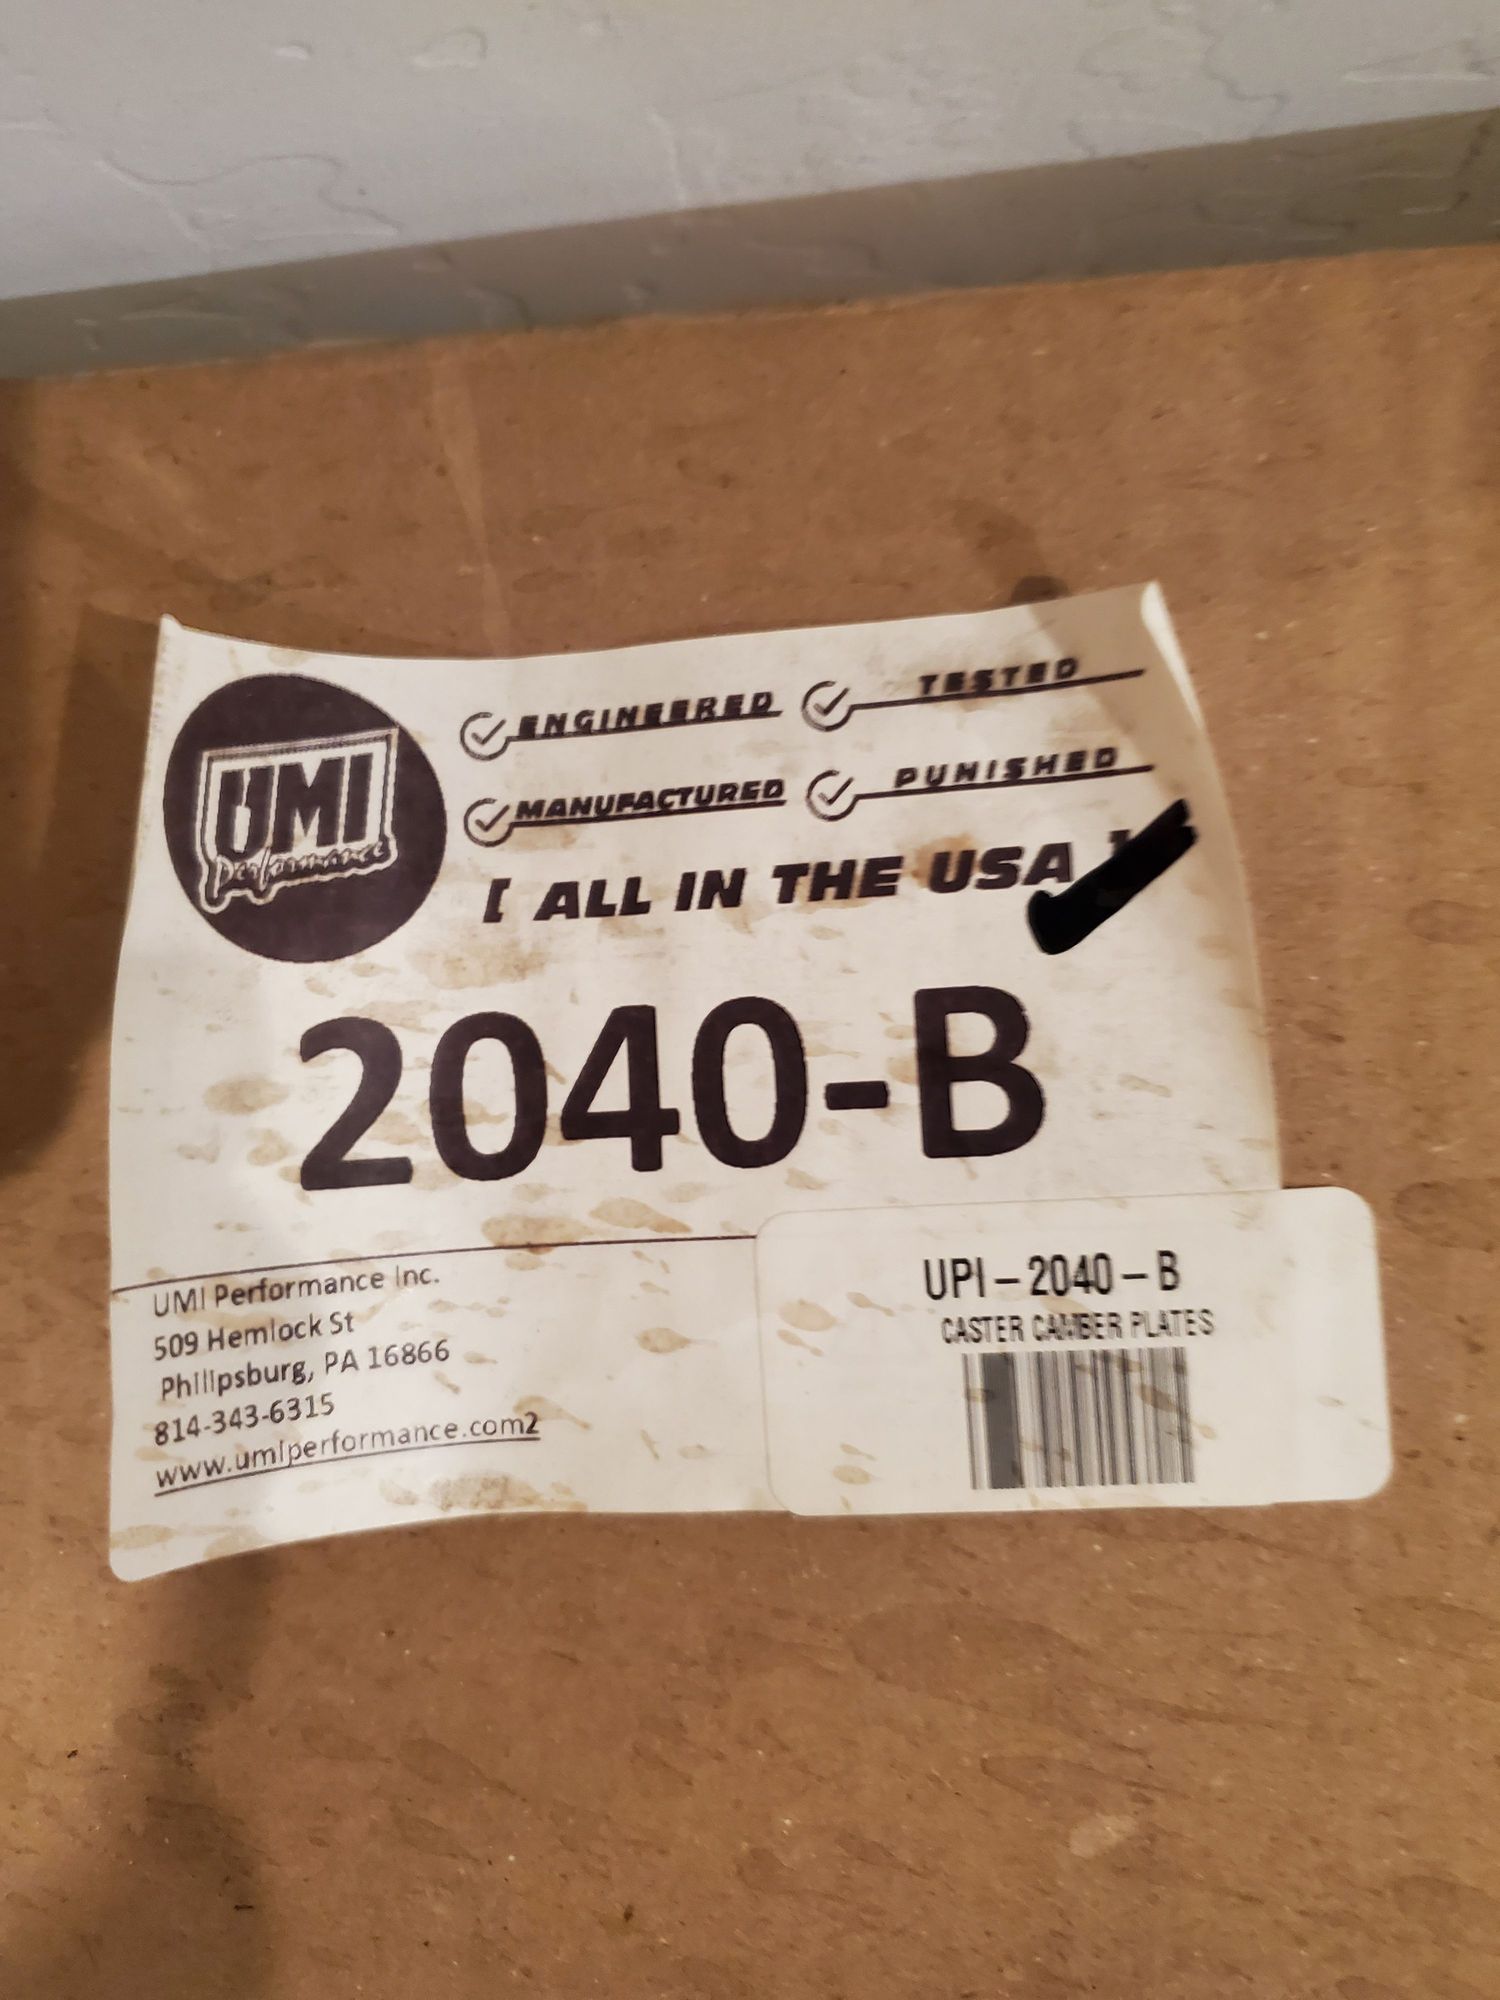 UMI
performance
ENGINEERED
TESTED
MANUFACTURED
PUNISHED
[ ALL IN THE USA ]
2040-B
UMI Performance Inc.
509 Hemlock St
Philipsburg, PA 16866
814-343-6315
www.umiperformance.com2
UPI-2040-B
CASTER CAMBER PLATES